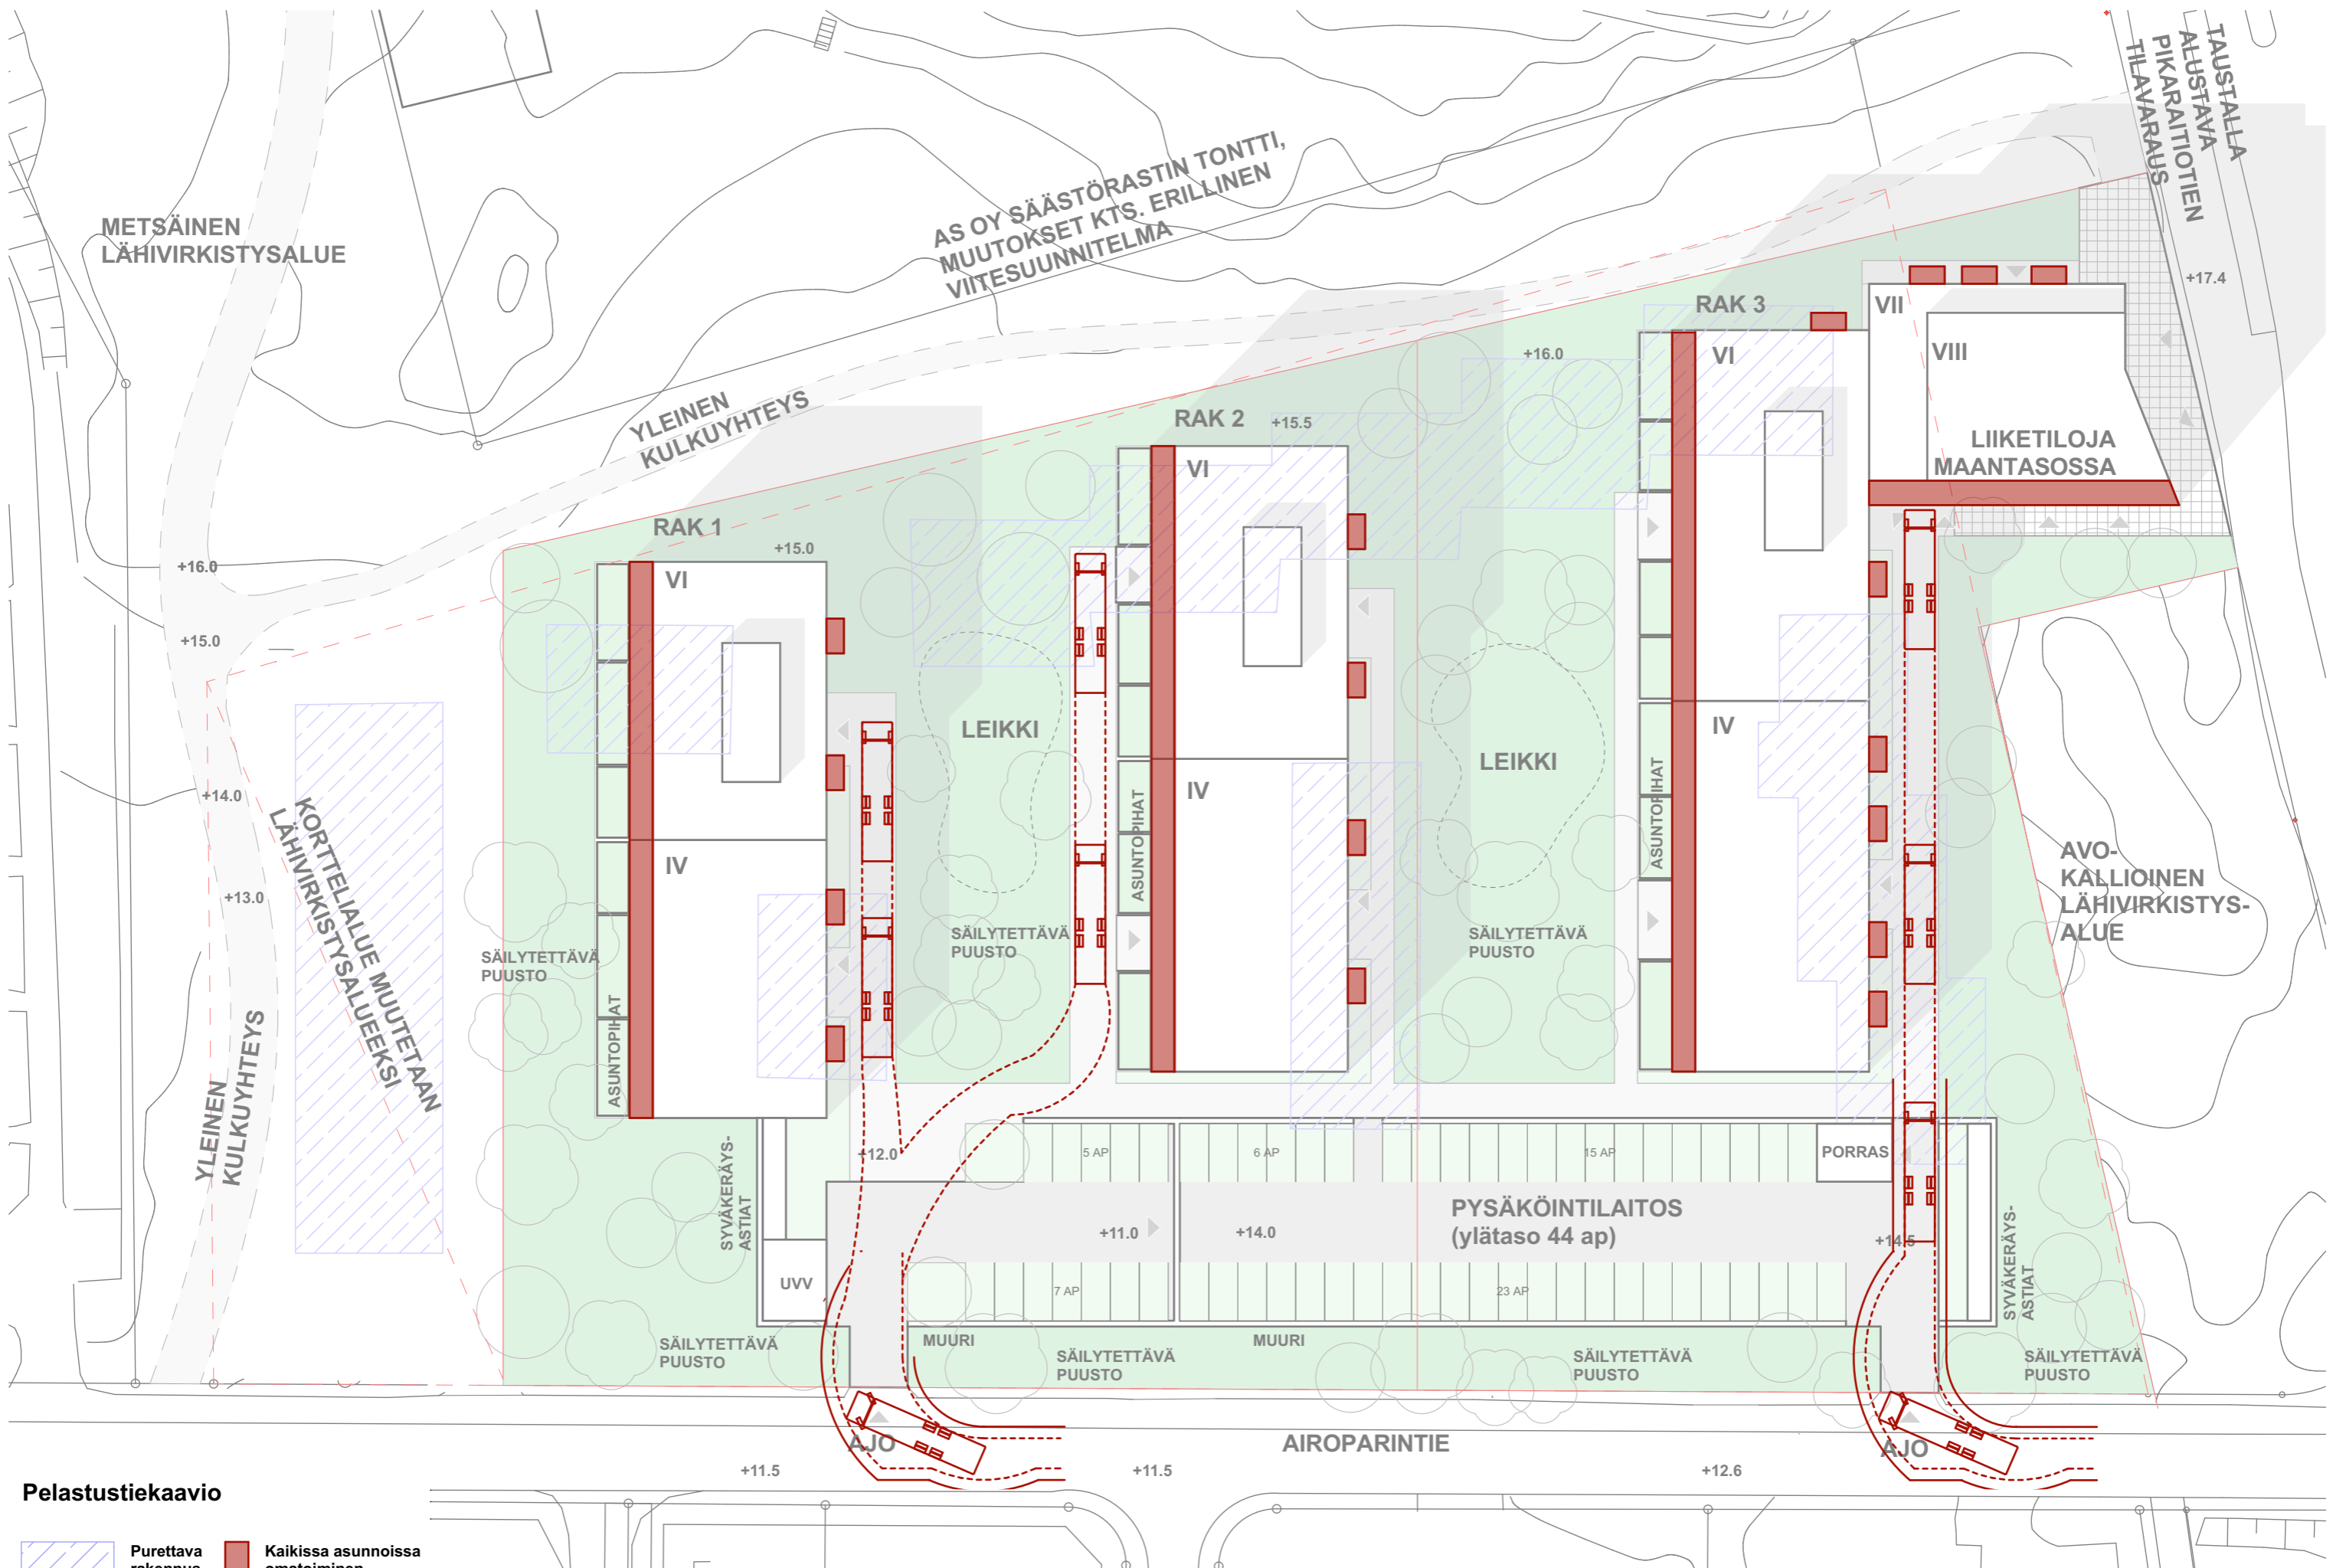 TAUSTALLA
ALUSTAVA
PIKARAITIOTIEN
TILAVARAUS
METSÄINEN
LÄHIVIRKISTYSALUE
AS OY SÄÄSTÖRASTIN TONTTI,
MUUTOKSET KTS. ERILLINEN
VIITESUUNNITELMA
+17.4
RAK 3
VII
VI
VIII
+16.0
YLEINEN
KULKUYHTEYS
RAK 2
+15.5
VI
LIIKETILOJA
MAANTASOSSA
RAK 1
+15.0
VI
+16.0
+15.0
LEIKKI
LEIKKI
IV
IV
IV
+14.0
+13.0
KORTTELIALUE MUUTETAAN
LÄHIVIRKISTYSALUEEKSI
ASUNTOPIHAT
ASUNTOPIHAT
ASUNTOPIHAT
AVO-
KALLIOINEN
LÄHIVIRKISTYS-
ALUE
SÄILYTETTÄVÄ
PUUSTO
SÄILYTETTÄVÄ
PUUSTO
SÄILYTETTÄVÄ
PUUSTO
YLEINEN
KULKUYHTEYS
SYVÄKERÄYS-
ASTIAT
+12.0
5 AP
6 AP
15 AP
PORRAS
PYSÄKÖINTILAITOS
(ylätaso 44 ap)
+11.0
+14.0
+14.5
SYVÄKERÄYS-
ASTIAT
UVV
7 AP
23 AP
MUURI
MUURI
SÄILYTETTÄVÄ
PUUSTO
SÄILYTETTÄVÄ
PUUSTO
SÄILYTETTÄVÄ
PUUSTO
SÄILYTETTÄVÄ
PUUSTO
AJO
AIROPARINTIE
AJO
+11.5
+11.5
+12.6
Pelastustiekaavio
Purettava
rakennus
Kaikissa asunnoissa
omatoiminen